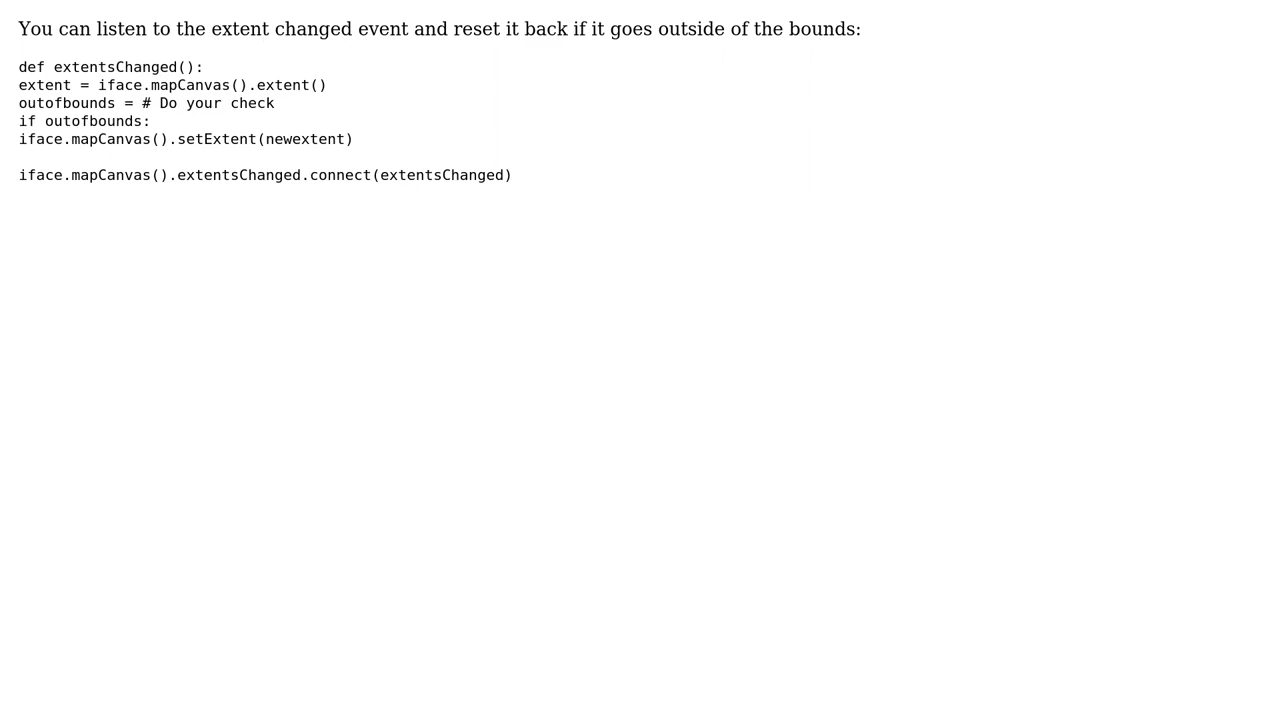 You can listen to the extent changed event and reset it back if it goes outside of the bounds:
def extentsChanged():
extent = iface.mapCanvas().extent()
outofbounds = # Do your check
if outofbounds:
iface.mapCanvas().setExtent(newextent)
iface.mapCanvas().extentsChanged.connect(extentsChanged)